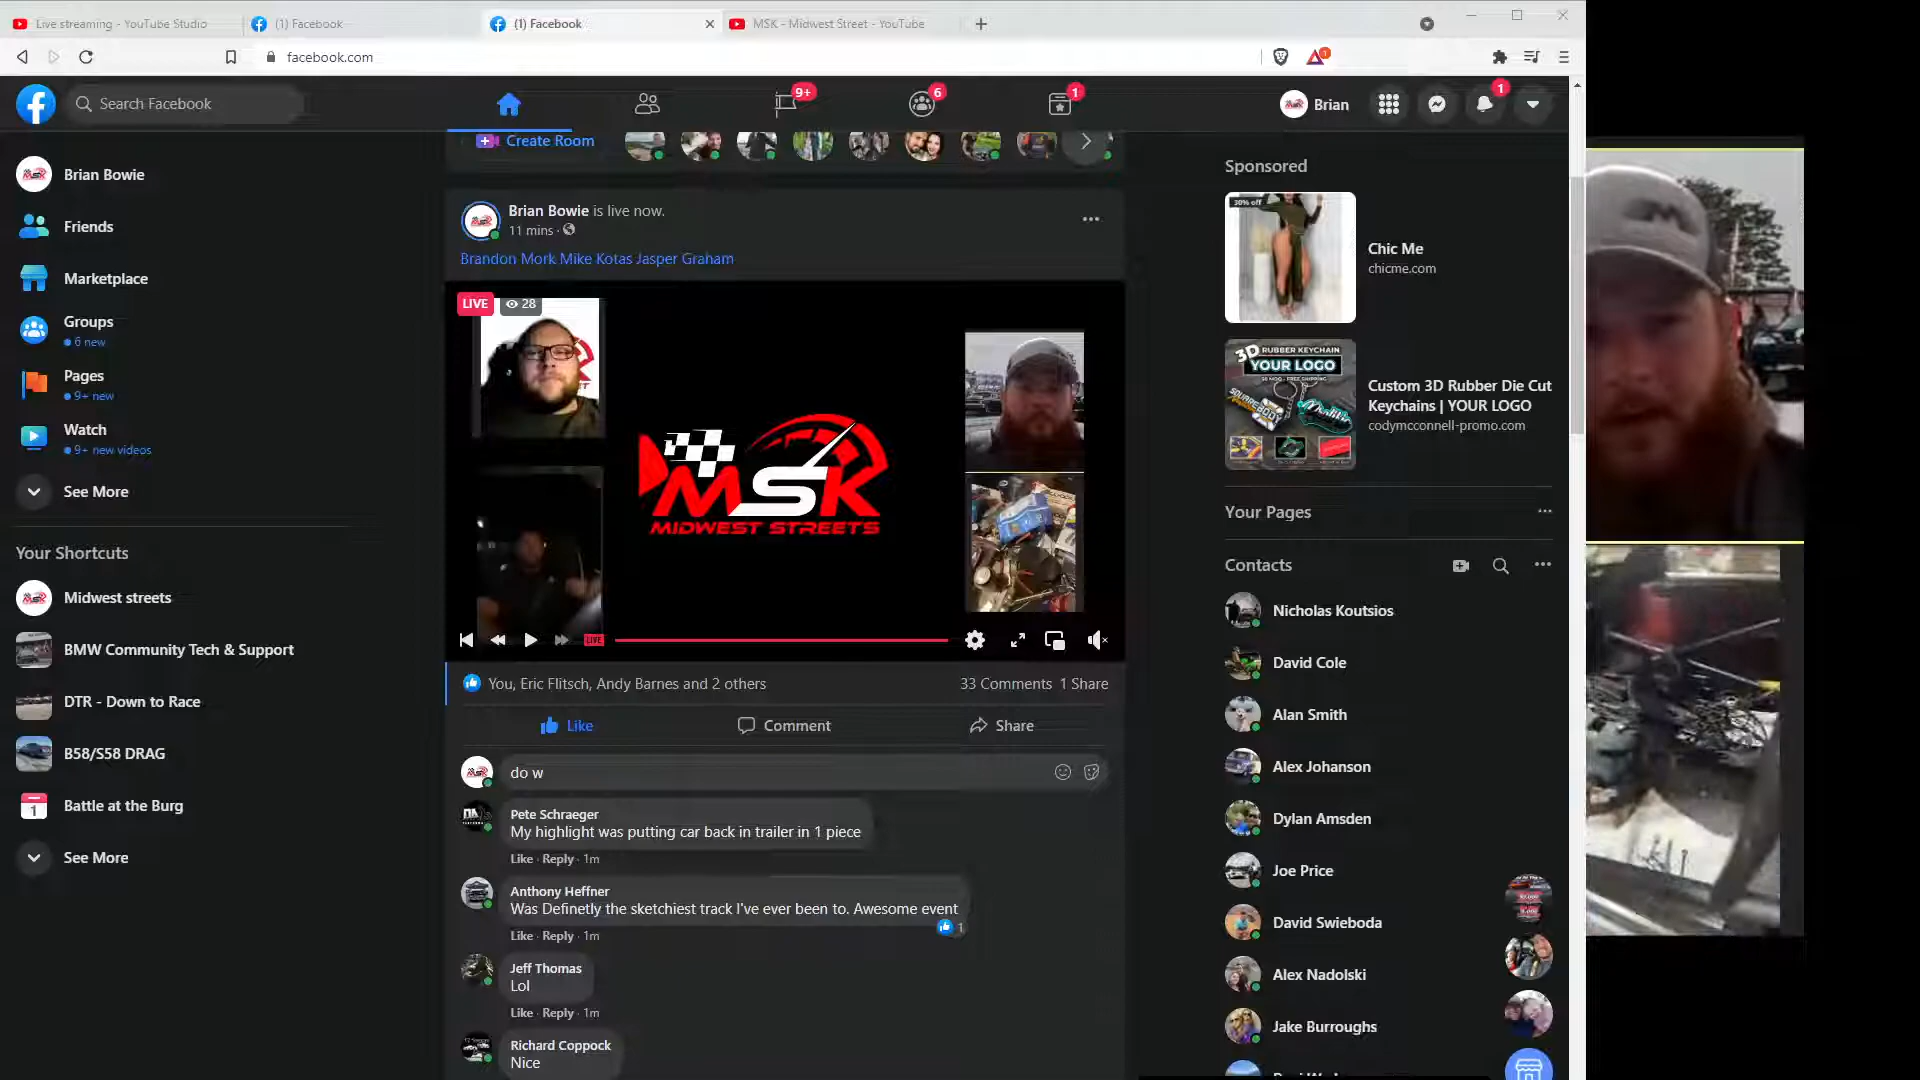 Live streaming - YouTube Studio
(1) Facebook
(1) Facebook
MSK - Midwest Street - YouTube
facebook.com
1
Search Facebook
9+
6
1
Brian
1
Brian Bowie
Friends
Marketplace
Groups
6 new
Pages
9+ new
Watch
9+ new videos
See More
Your Shortcuts
Midwest streets
BMW Community Tech & Support
DTR - Down to Race
B58/S58 DRAG
1
Battle at the Burg
See More
Create Room
Brian Bowie is live now.
11 mins ·
Brandon Mork Mike Kotas Jasper Graham
LIVE
28
MSK
MIDWEST STREETS
LIVE
You, Eric Flitsch, Andy Barnes and 2 others
33 Comments 1 Share
Like
Comment
Share
do w
Pete Schraeger
My highlight was putting car back in trailer in 1 piece
Like · Reply · 1m
Anthony Heffner
Was Definetly the sketchiest track I've ever been to. Awesome event
1
Like · Reply · 1m
Jeff Thomas
Lol
Like · Reply · 1m
Richard Coppock
Nice
Sponsored
30% off
Chic Me
chicme.com
3D RUBBER KEYCHAIN
YOUR LOGO
Custom 3D Rubber Die Cut
Keychains | YOUR LOGO
codymcconnell-promo.com
Your Pages
Contacts
Nicholas Koutsios
David Cole
Alan Smith
Alex Johanson
Dylan Amsden
Joe Price
David Swieboda
Alex Nadolski
Jake Burroughs